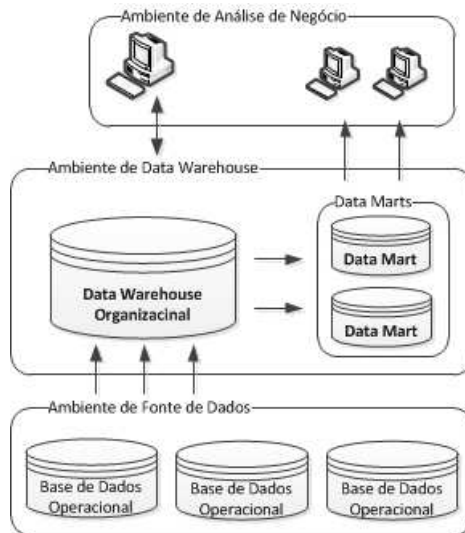 Ambiente de Análise de Negócio
Ambiente de Data Warehouse
Data Marts
Data Mart
Data Warehouse
Organizacinal
Data Mart
Ambiente de Fonte de Dados
Base de Dados
Operacional
Base de Dados
Operacional
Base de Dados
Operacional